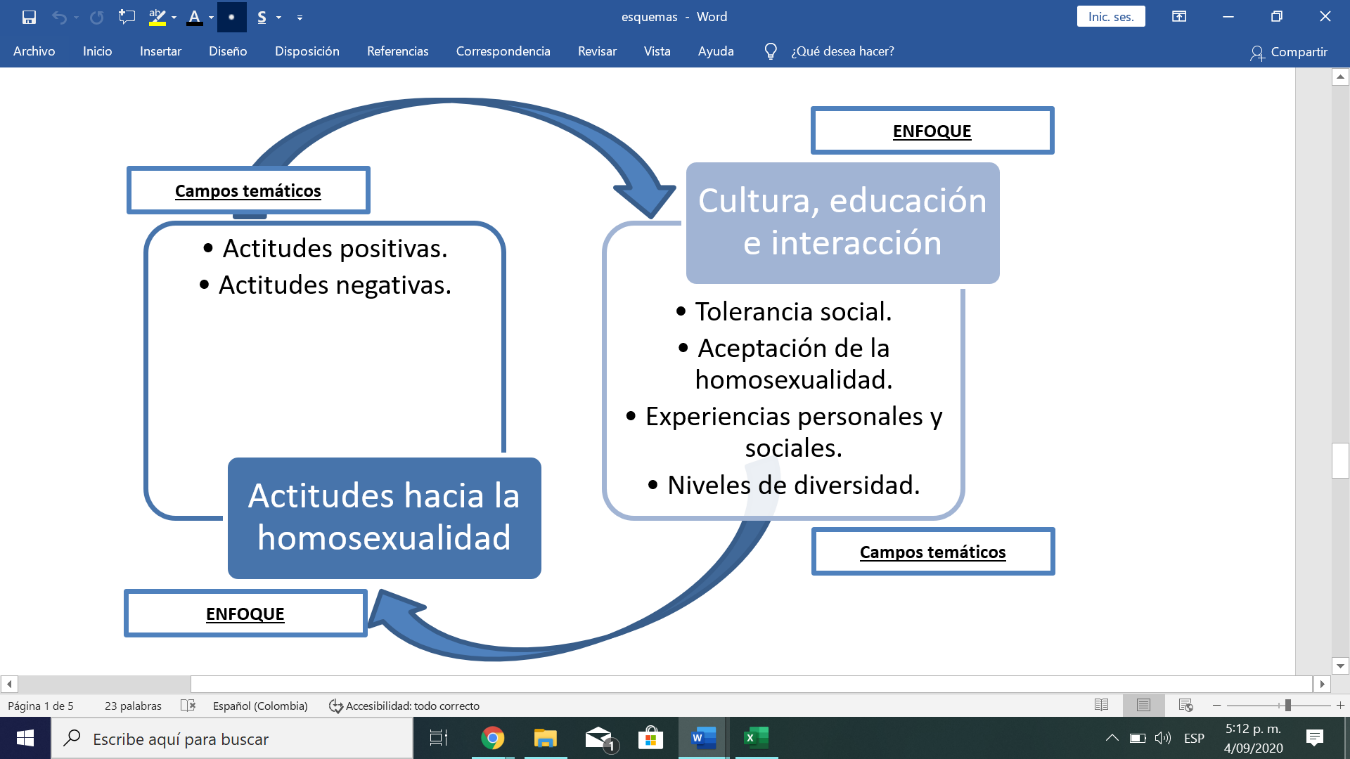 esquemas - Word
Inic. ses.
Archivo Inicio Insertar Diseño Disposición Referencias Correspondencia Revisar Vista Ayuda ¿Qué desea hacer? Compartir
ENFOQUE
Campos temáticos
Cultura, educación
e interacción
• Actitudes positivas.
• Actitudes negativas.
• Tolerancia social.
• Aceptación de la
homosexualidad.
• Experiencias personales y
sociales.
• Niveles de diversidad.
Actitudes hacia la
homosexualidad
Campos temáticos
ENFOQUE
Página 1 de 5 23 palabras Español (Colombia) Accesibilidad: todo correcto
Escribe aquí para buscar
1
ESP
5:12 p. m.
4/09/2020